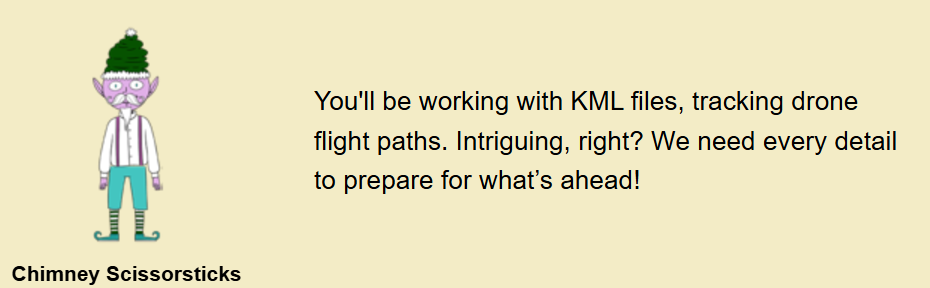 You'll be working with KML files, tracking drone
flight paths. Intriguing, right? We need every detail
to prepare for what’s ahead!
Chimney Scissorsticks